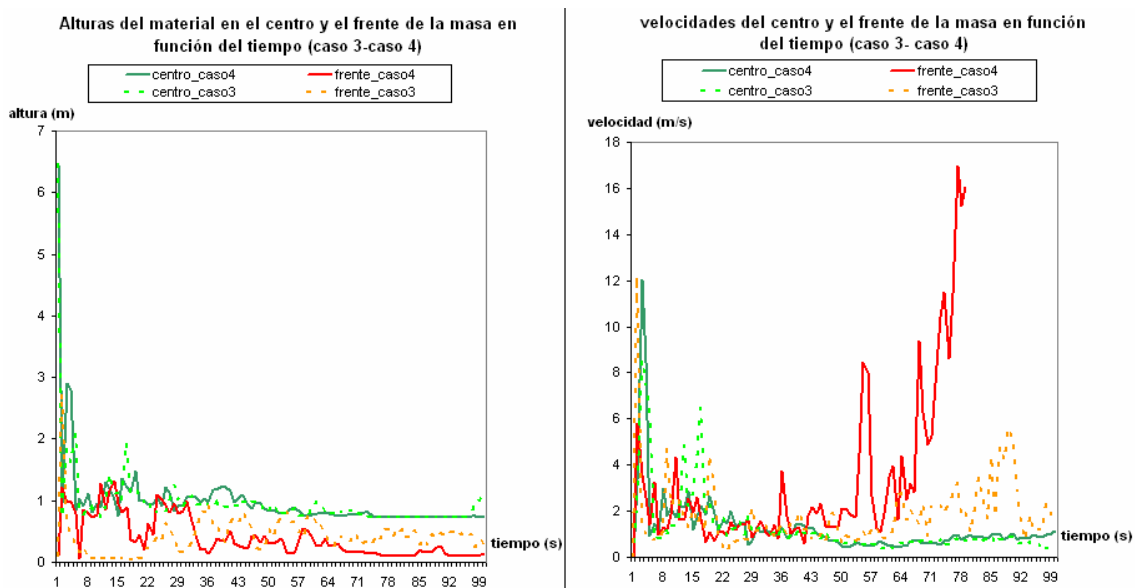 Alturas del material en el centro y el frente de la masa en
función del tiempo (caso 3-caso 4)
centro_caso4 frente_caso4
centro_caso3 frente_caso3
altura (m)
7
6
5
4
3
2
1
0
tiempo (s)
1 8 15 22 29 36 43 50 57 64 71 78 85 92 99
velocidades del centro y el frente de la masa en función
del tiempo (caso 3- caso 4)
centro_caso4 frente_caso4
centro_caso3 frente_caso3
velocidad (m/s)
18
16
14
12
10
8
6
4
2
0
tiempo (s)
1 8 15 22 29 36 43 50 57 64 71 78 85 92 99